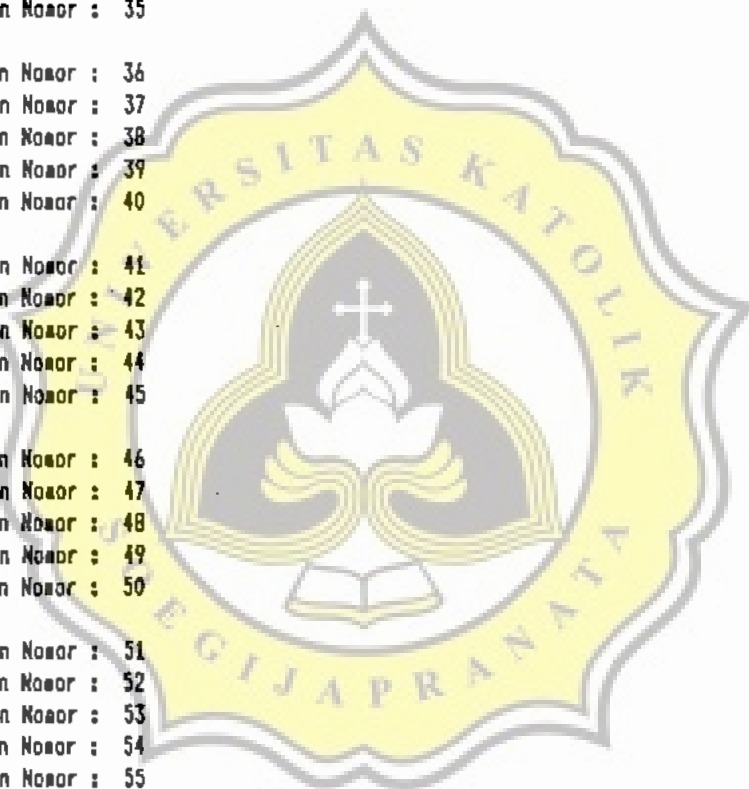 n Nomor : 35
n Nomor : 36
n Nomor : 37
n Nomor : 38
n Nomor : 39
n Nomor : 40
n Nomor : 41
n Nomor : 42
n Nomor : 43
n Nomor : 44
n Nomor : 45
n Nomor : 46
n Nomor : 47
n Nomor : 48
n Nomor : 49
n Nomor : 50
n Nomor : 51
n Nomor : 52
n Nomor : 53
n Nomor : 54
n Nomor : 55
UNIVERSITAS KATOLIK
SOEGIJAPRANATA